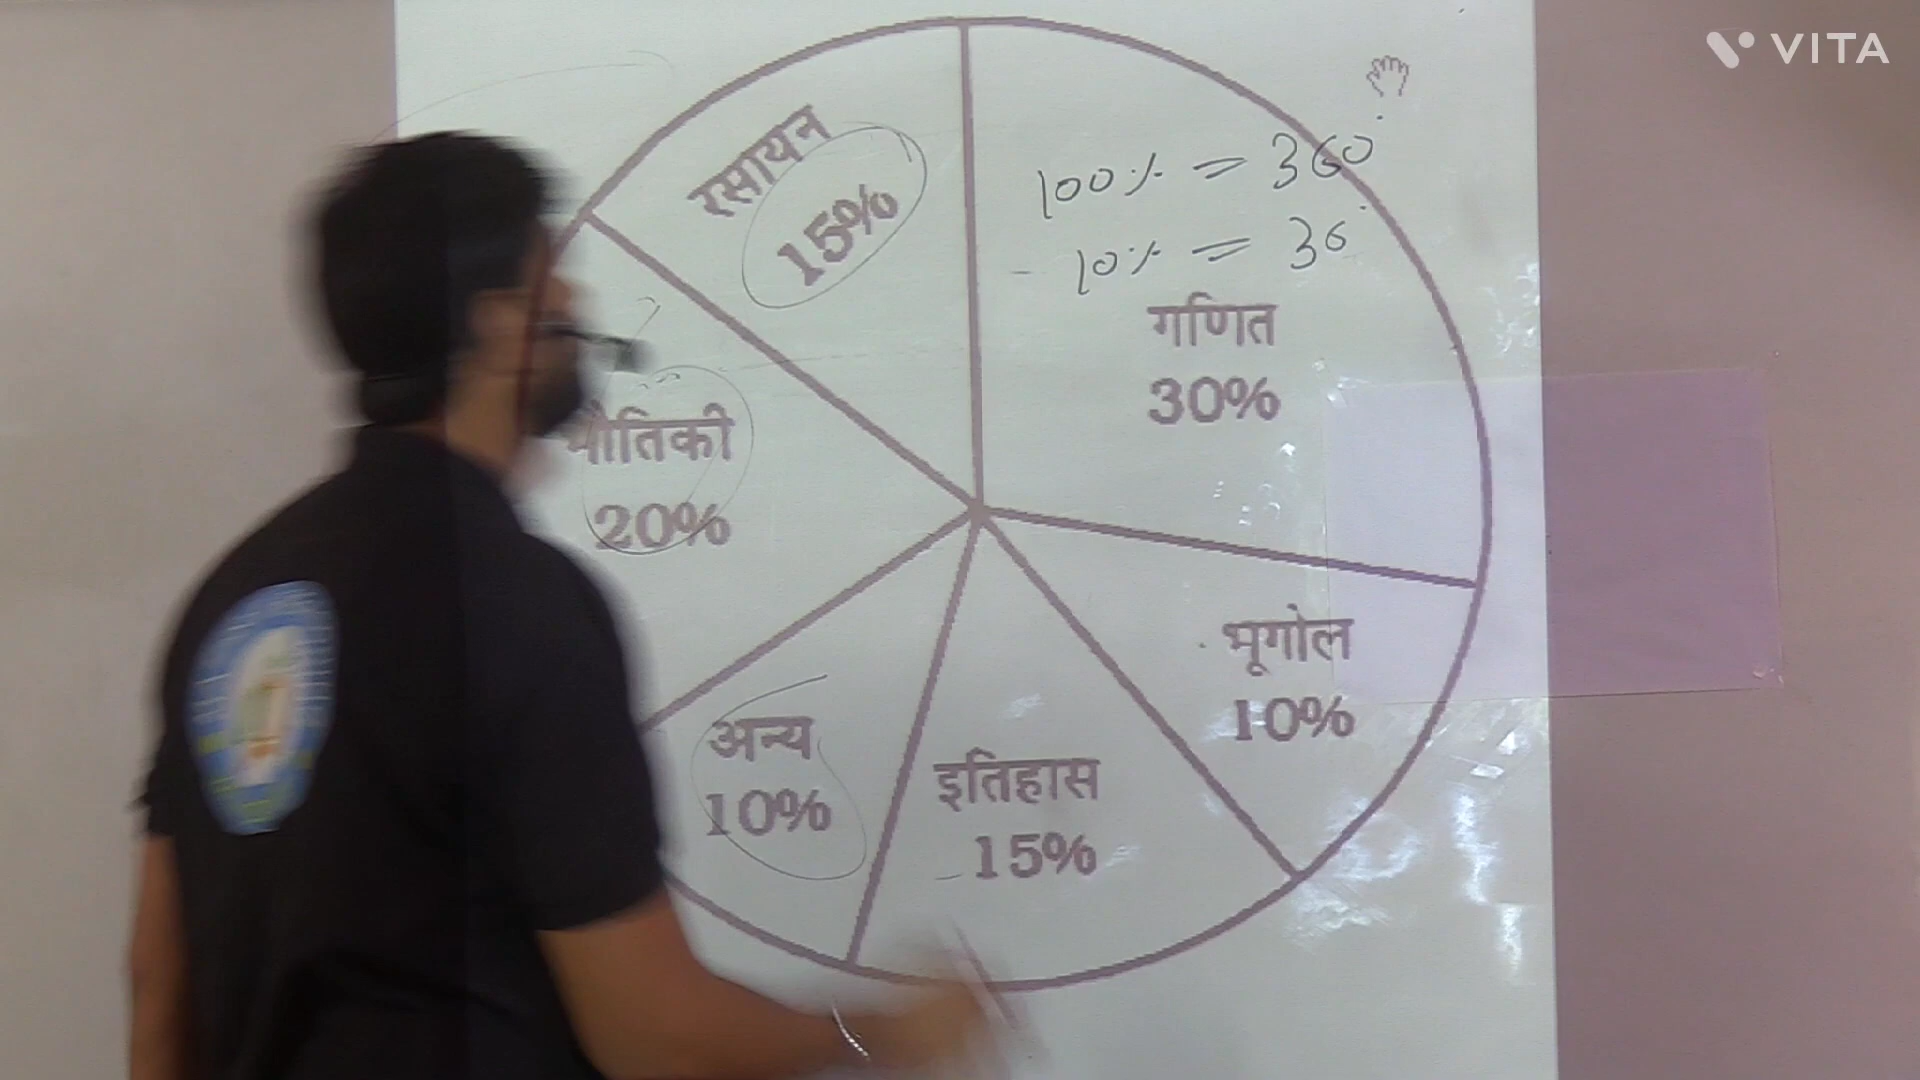 VITA
रसायन
15%
100% = 360°
10% = 36°
गणित
30%
भौतिकी
20%
भूगोल
10%
अन्य
10%
इतिहास
15%